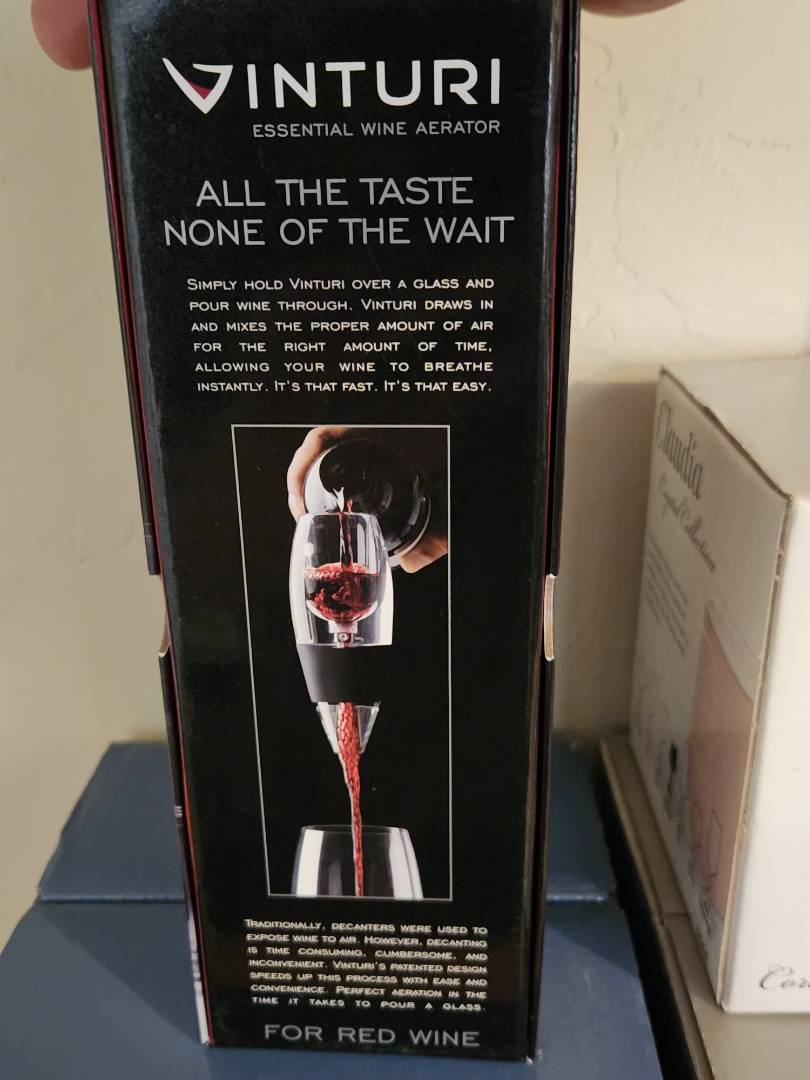 VINTURI
ESSENTIAL WINE AERATOR
ALL THE TASTE
NONE OF THE WAIT
SIMPLY HOLD VINTURI OVER A GLASS AND
POUR WINE THROUGH. VINTURI DRAWS IN
AND MIXES THE PROPER AMOUNT OF AIR
FOR THE RIGHT AMOUNT OF TIME,
ALLOWING YOUR WINE TO BREATHE
INSTANTLY. IT'S THAT FAST. IT'S THAT EASY.
TRADITIONALLY, DECANTERS WERE USED TO
EXPOSE WINE TO AIR. HOWEVER, DECANTING
IS TIME CONSUMING, CUMBERSOME, AND
INCONVENIENT. VINTURI'S PATENTED DESIGN
SPEEDS UP THIS PROCESS WITH EASE AND
CONVENIENCE. PERFECT AERATION IN THE
TIME IT TAKES TO POUR A GLASS.
FOR RED WINE
Claudia
Crystal Collection